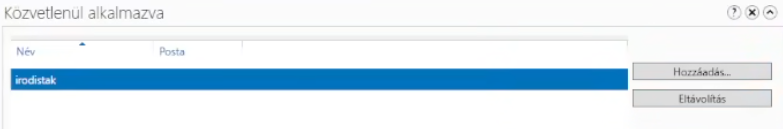 Közvetlenül alkalmazva
Név Posta
irodistak
Hozzáadás...
Eltávolítás